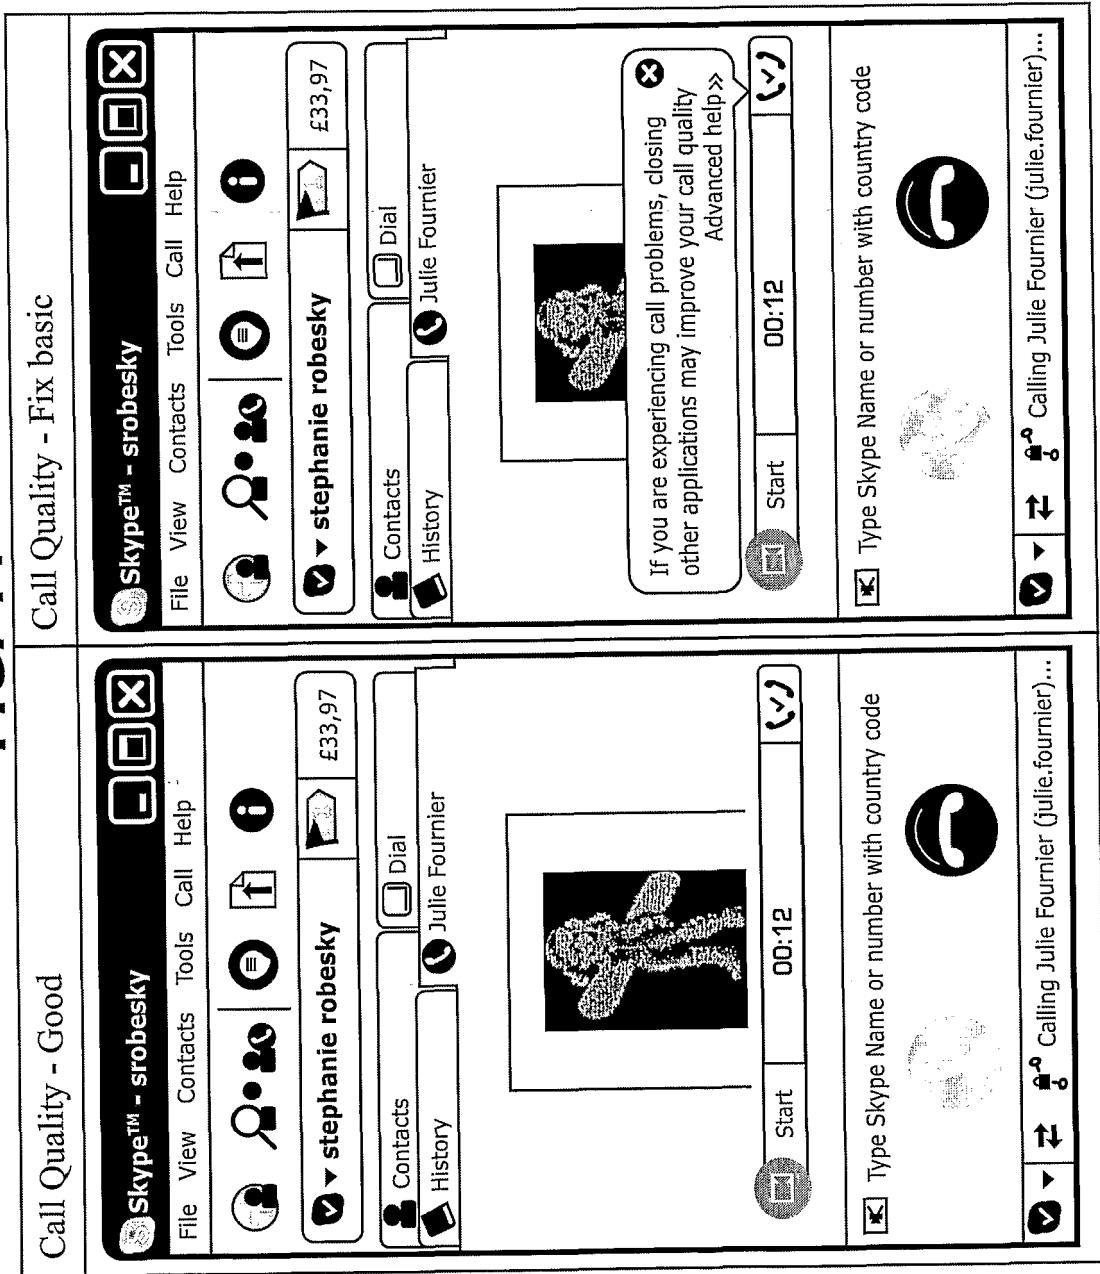 Call Quality - Good
Skype™ - srobesky
File View Contacts Tools Call Help
stephanie robesky
£33,97
Contacts
Dial
History
Julie Fournier
Start
00:12
Type Skype Name or number with country code
Calling Julie Fournier (julie.fournier)...
Call Quality - Fix basic
Skype™ - srobesky
File View Contacts Tools Call Help
stephanie robesky
£33,97
Contacts
Dial
History
Julie Fournier
If you are experiencing call problems, closing
other applications may improve your call quality
Advanced help»
Start
00:12
Type Skype Name or number with country code
Calling Julie Fournier (julie.fournier)...